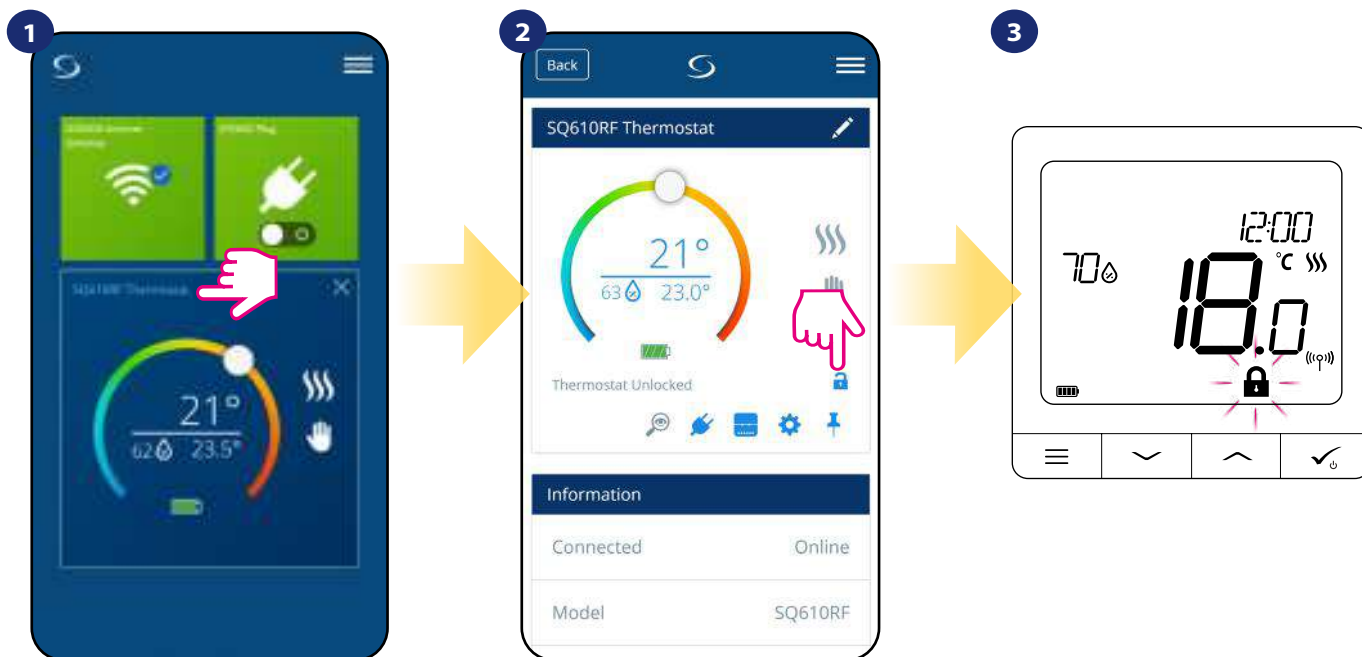 1
21°
62 23.5°
2
Back
SQ610RF Thermostat
21°
63 23.0°
Thermostat Unlocked
Information
Connected Online
Model SQ610RF
3
12:00
70 °C
18.0